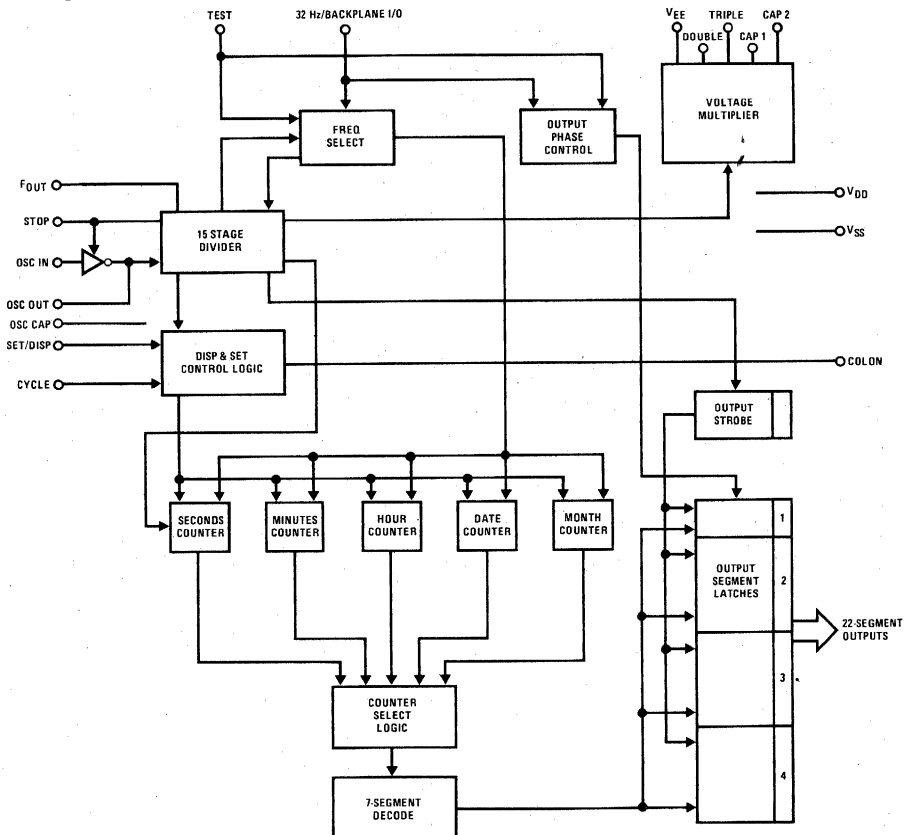 TEST
32 Hz/BACKPLANE I/O
VEE
TRIPLE
CAP 2
DOUBLE
CAP 1
FREQ
SELECT
OUTPUT
PHASE
CONTROL
VOLTAGE
MULTIPLIER
FOUT
STOP
OSC IN
OSC OUT
OSC CAP
SET/DISP
CYCLE
15 STAGE
DIVIDER
VDD
VSS
DISP & SET
CONTROL LOGIC
COLON
OUTPUT
STROBE
SECONDS
COUNTER
MINUTES
COUNTER
HOUR
COUNTER
DATE
COUNTER
MONTH
COUNTER
1
OUTPUT
SEGMENT
LATCHES
2
3
4
22-SEGMENT
OUTPUTS
COUNTER
SELECT
LOGIC
7-SEGMENT
DECODE